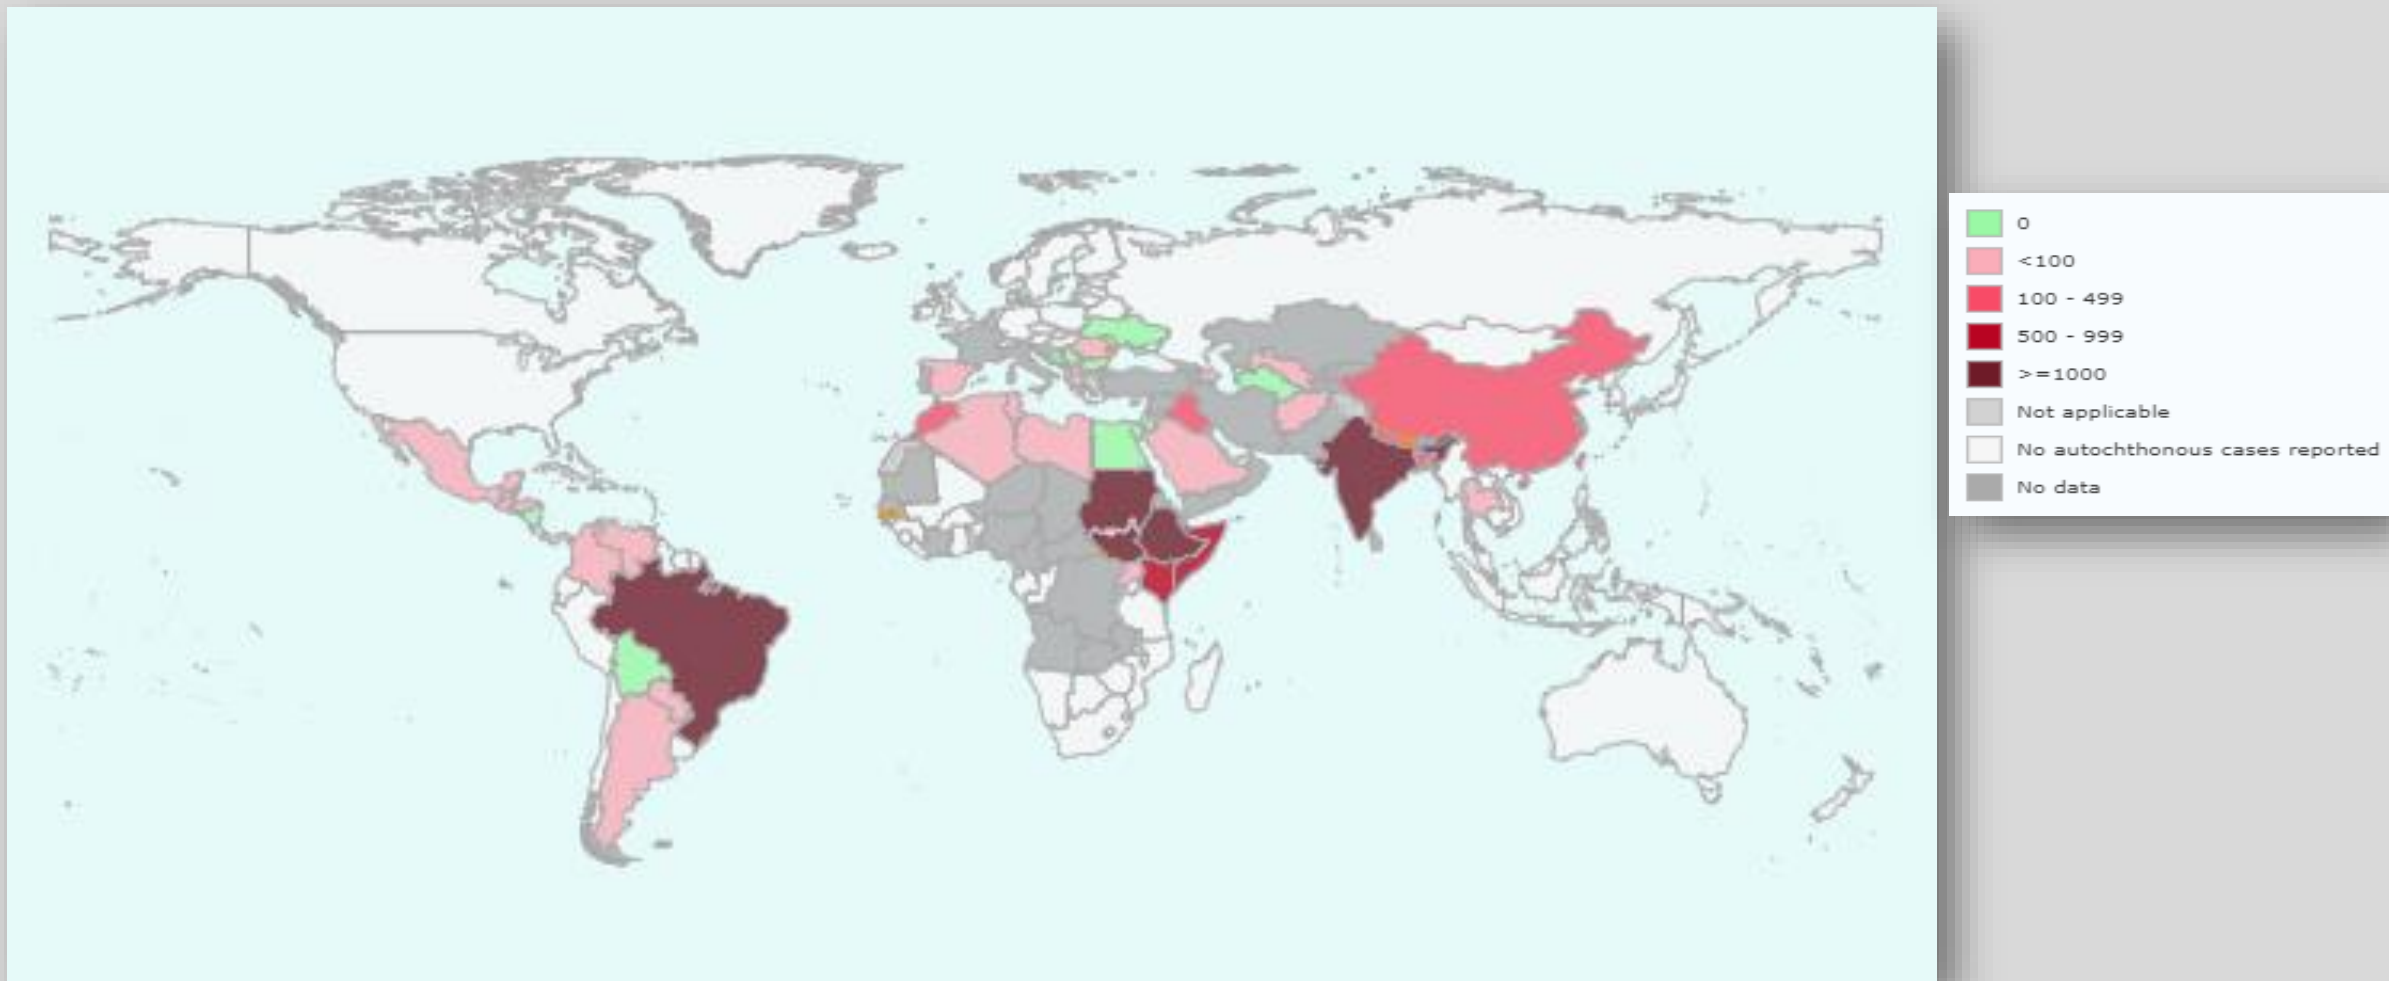 0
<100
100 - 499
500 - 999
>=1000
Not applicable
No autochthonous cases reported
No data